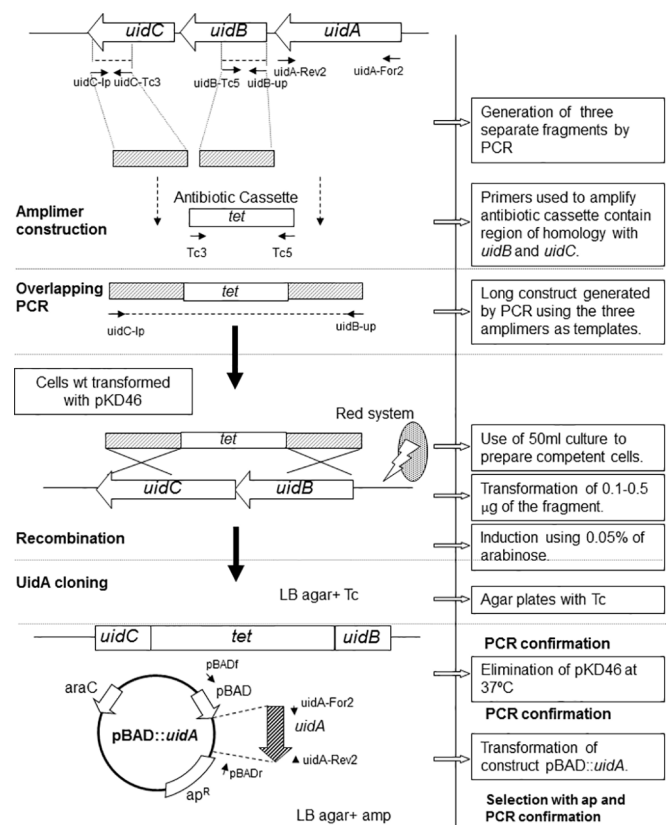 uidC
uidB
uidA
uidC-lp
uidC-Tc3
uidB-Tc5
uidB-up
uidA-Rev2
uidA-For2
Generation of three
separate fragments by
PCR
Amplimer
construction
Antibiotic Cassette
tet
Tc3
Tc5
Primers used to amplify
antibiotic cassette contain
region of homology with
uidB and uidC.
Overlapping
PCR
tet
uidC-lp
uidB-up
Long construct generated
by PCR using the three
amplimers as templates.
Cells wt transformed
with pKD46
Red system
tet
uidC
uidB
Use of 50ml culture to
prepare competent cells.
Transformation of 0.1-0.5
µg of the fragment.
Recombination
Induction using 0.05% of
arabinose.
UidA cloning
LB agar+ Tc
Agar plates with Tc
uidC
tet
uidB
PCR confirmation
pBADf
araC
pBAD
uidA-For2
Elimination of pKD46 at
37ºC
pBAD::uidA
uidA
PCR confirmation
pBADr
uidA-Rev2
apR
Transformation of
construct pBAD::uidA.
LB agar+ amp
Selection with ap and
PCR confirmation